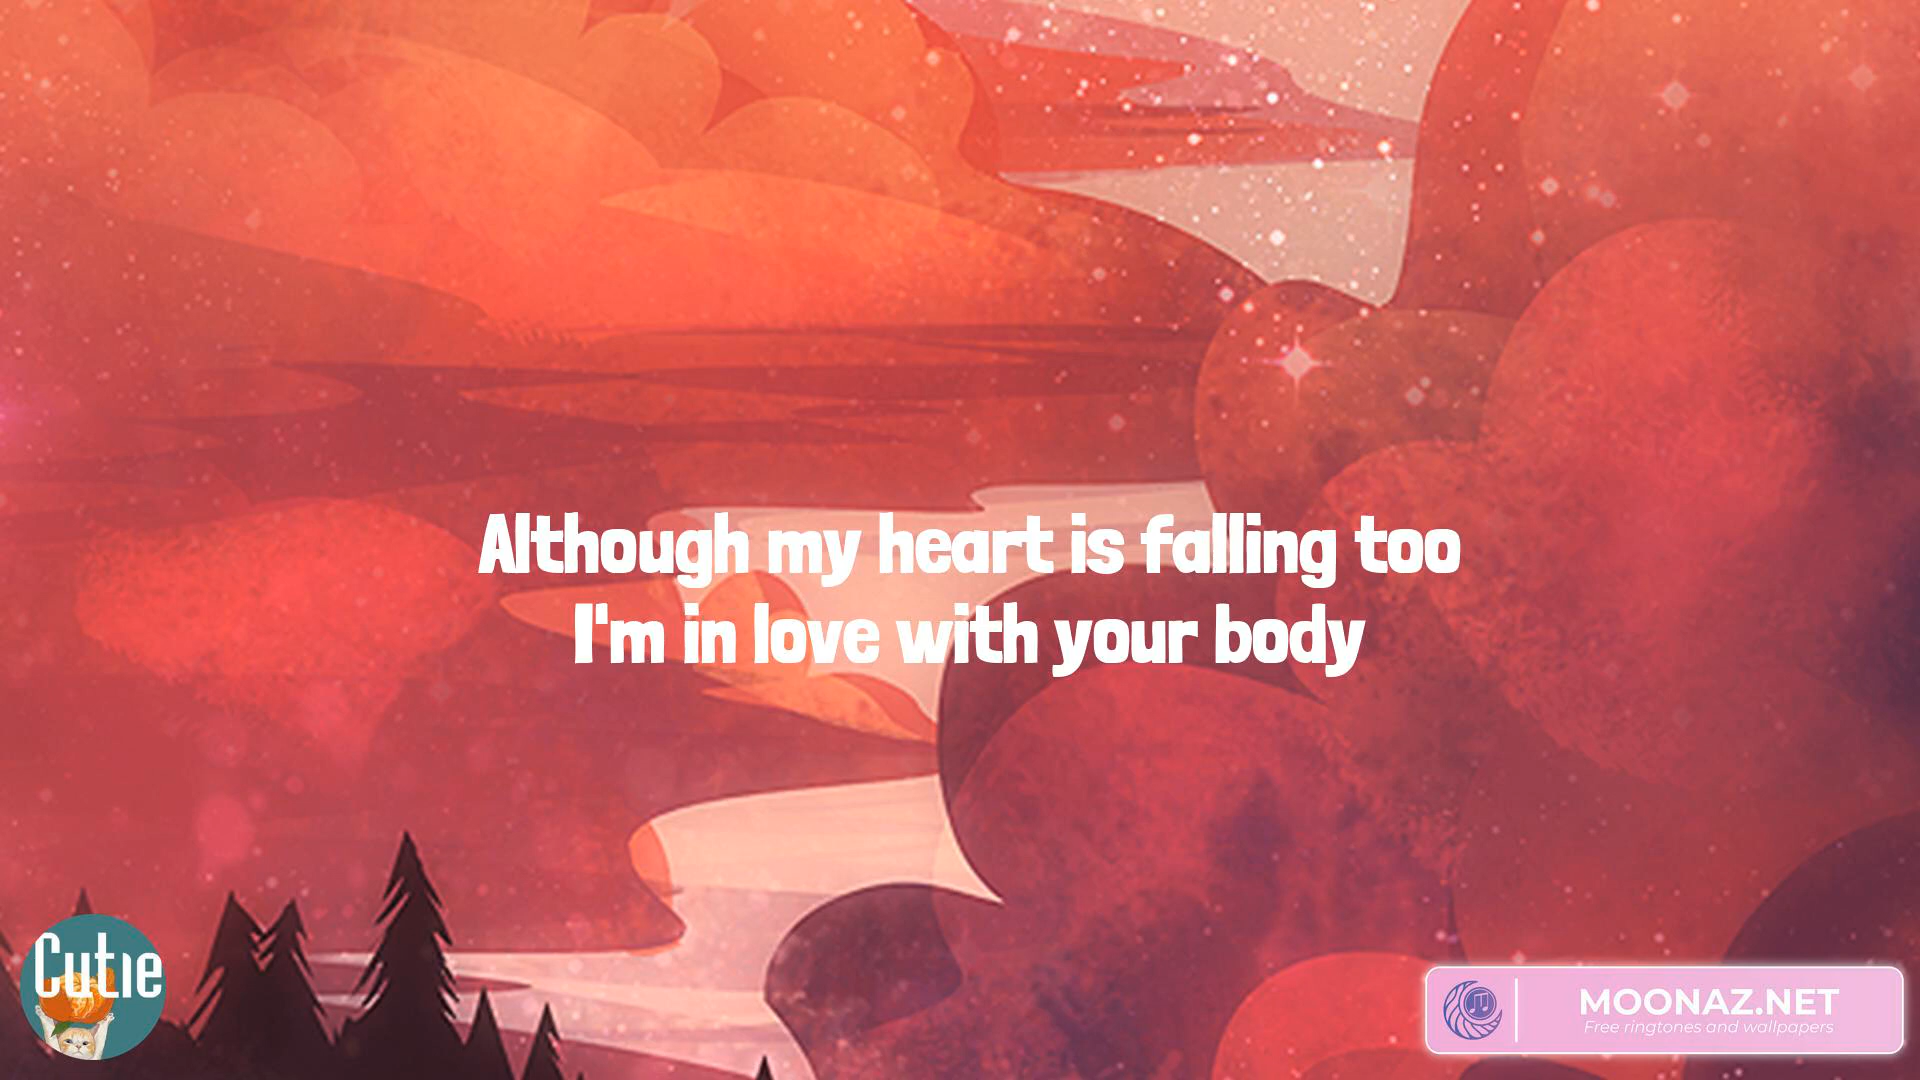 Although my heart is falling too
I'm in love with your body
Cutie
MOONAZ.NET
Free ringtones and wallpapers